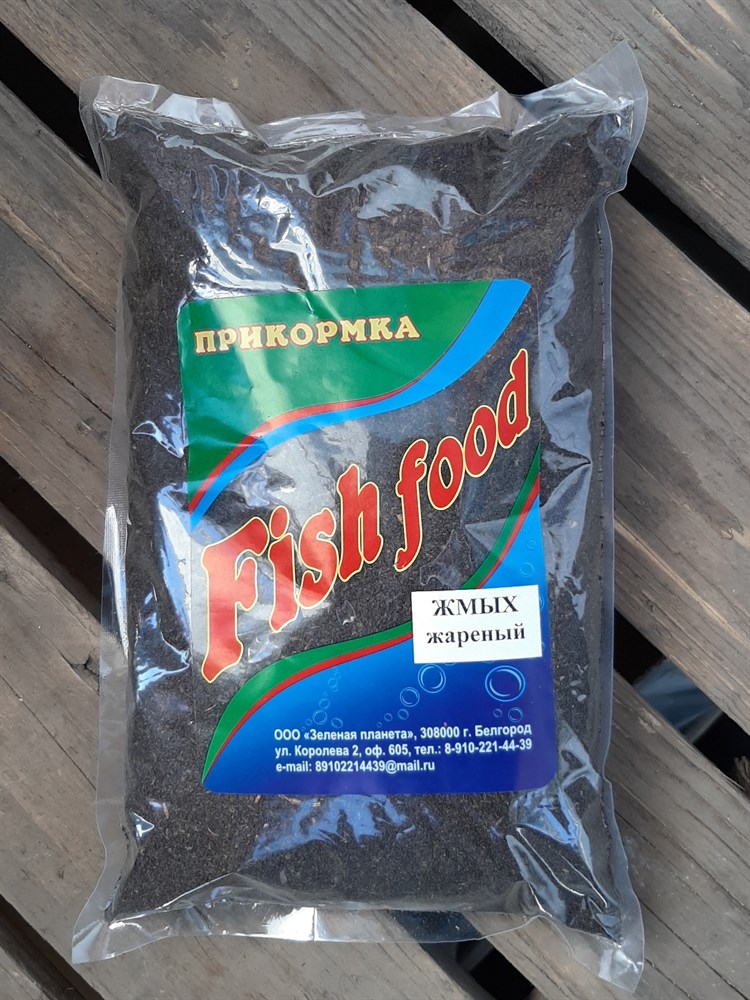 ПРИКОРМКА
Fish food
ЖМЫХ
жареный
ООО «Зеленая планета», 308000 г. Белгород
ул. Королева 2, оф. 605, тел.: 8-910-221-44-39
e-mail: 89102214439@mail.ru